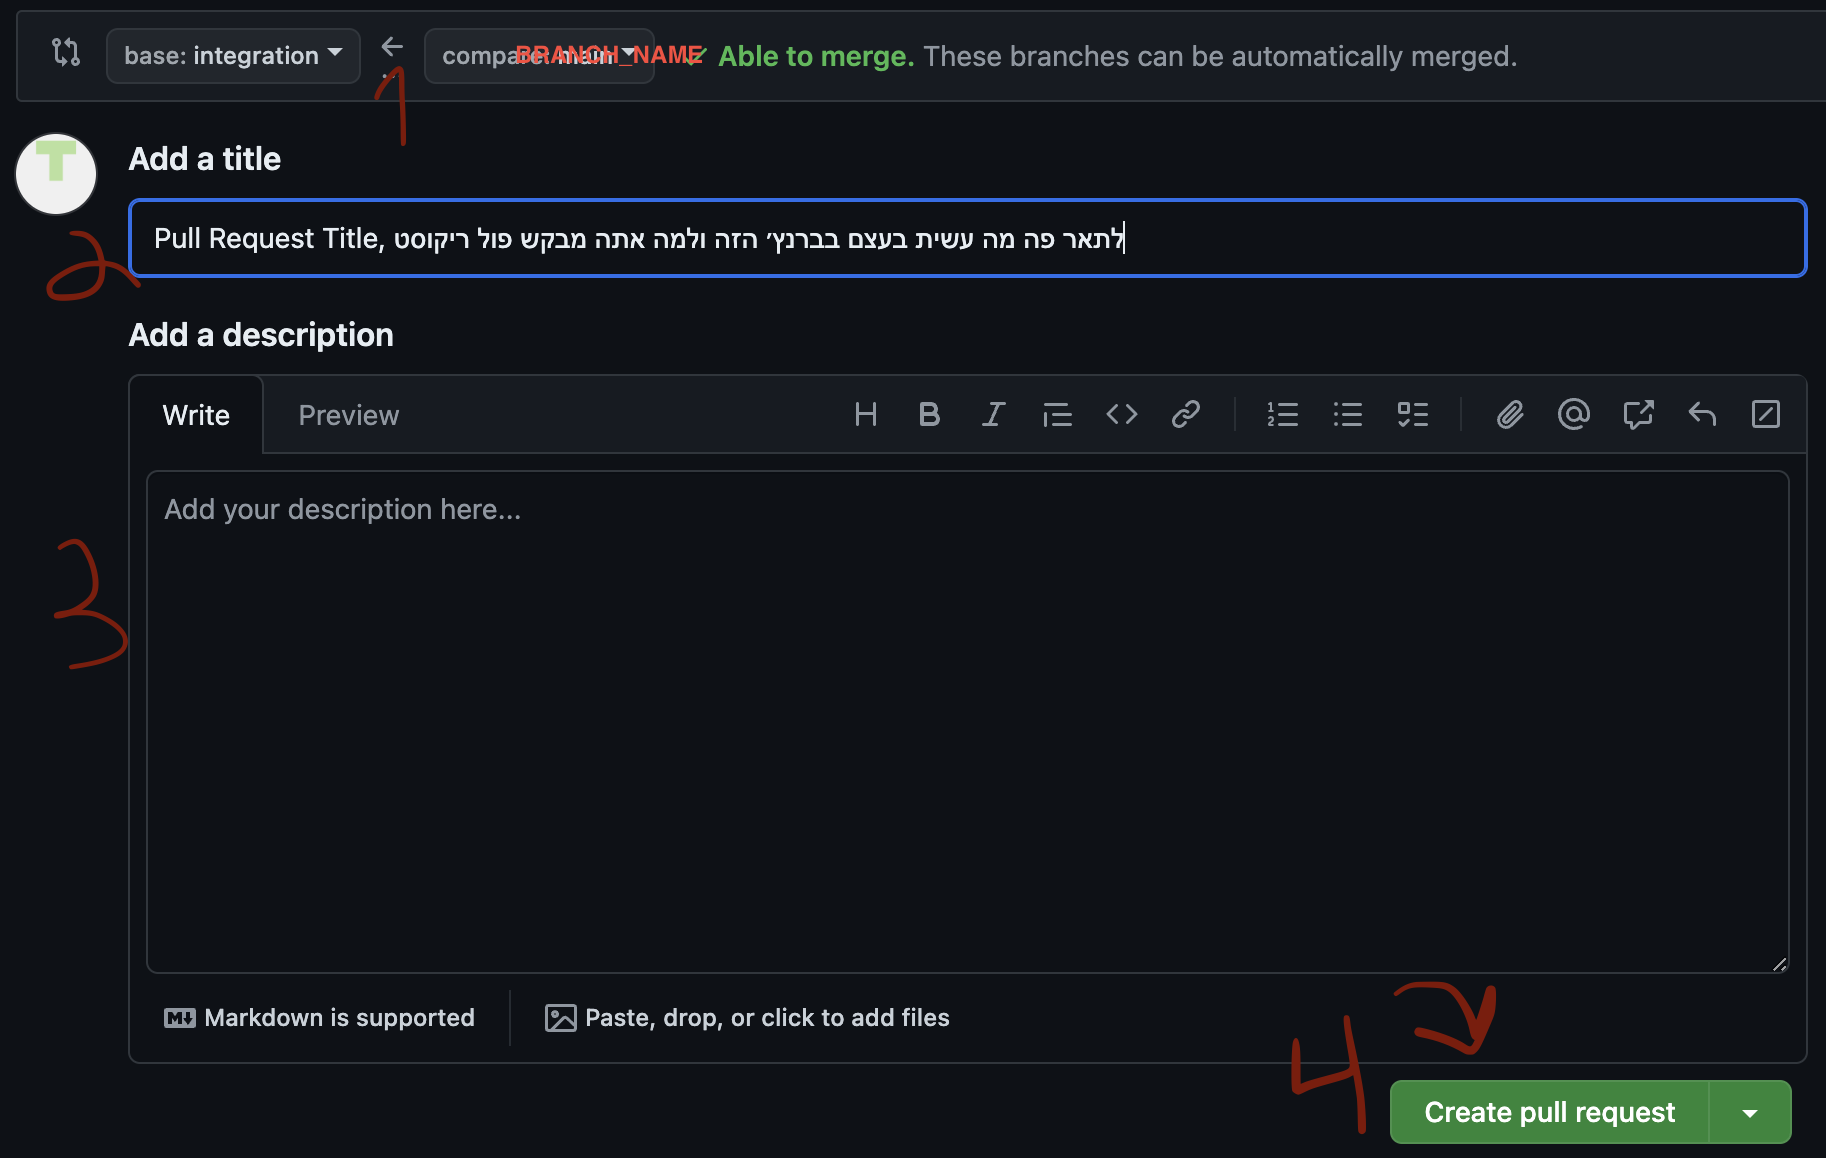 base: integration ← compare: main BRANCH_NAME ✓ Able to merge. These branches can be automatically merged.
1
T
Add a title
2
Pull Request Title, לתאר פה מה עשית בעצם בברנץ׳ הזה ולמה אתה מבקש פול ריקוסט
Add a description
Write Preview
3
Add your description here...
Markdown is supported Paste, drop, or click to add files
4
Create pull request